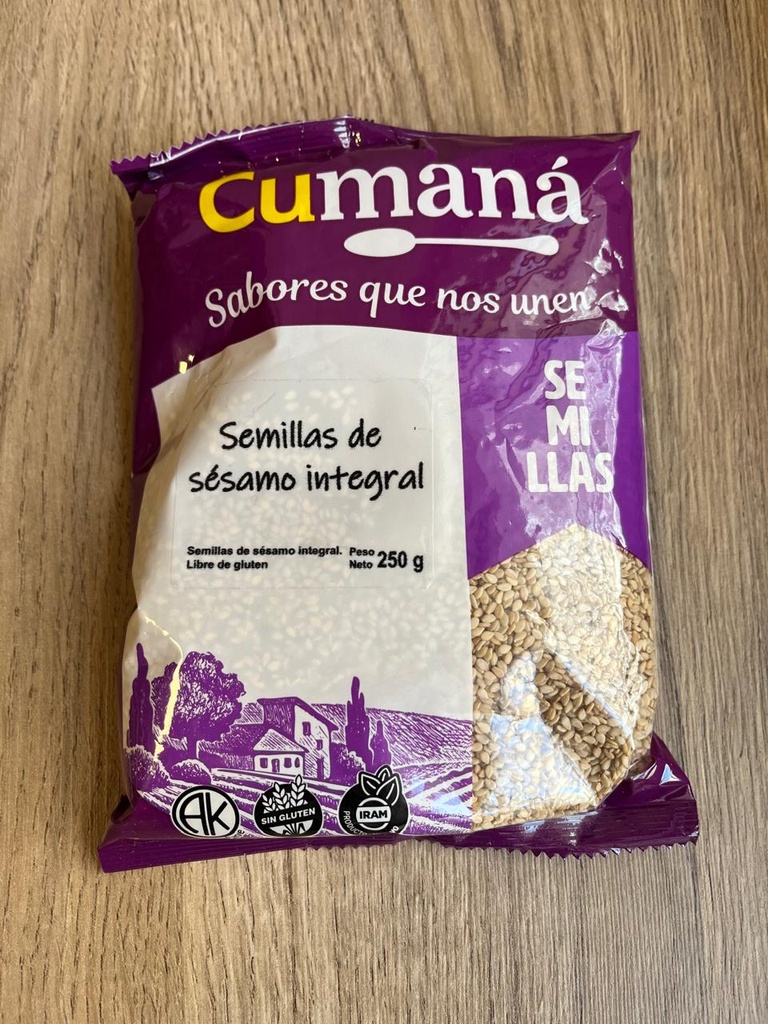 Cumaná
Sabores que nos unen
SE
MI
LLAS
Semillas de
sésamo integral
Semillas de sésamo integral.
Libre de gluten
Peso
Neto 250 g
AK
SIN GLUTEN
IRAM